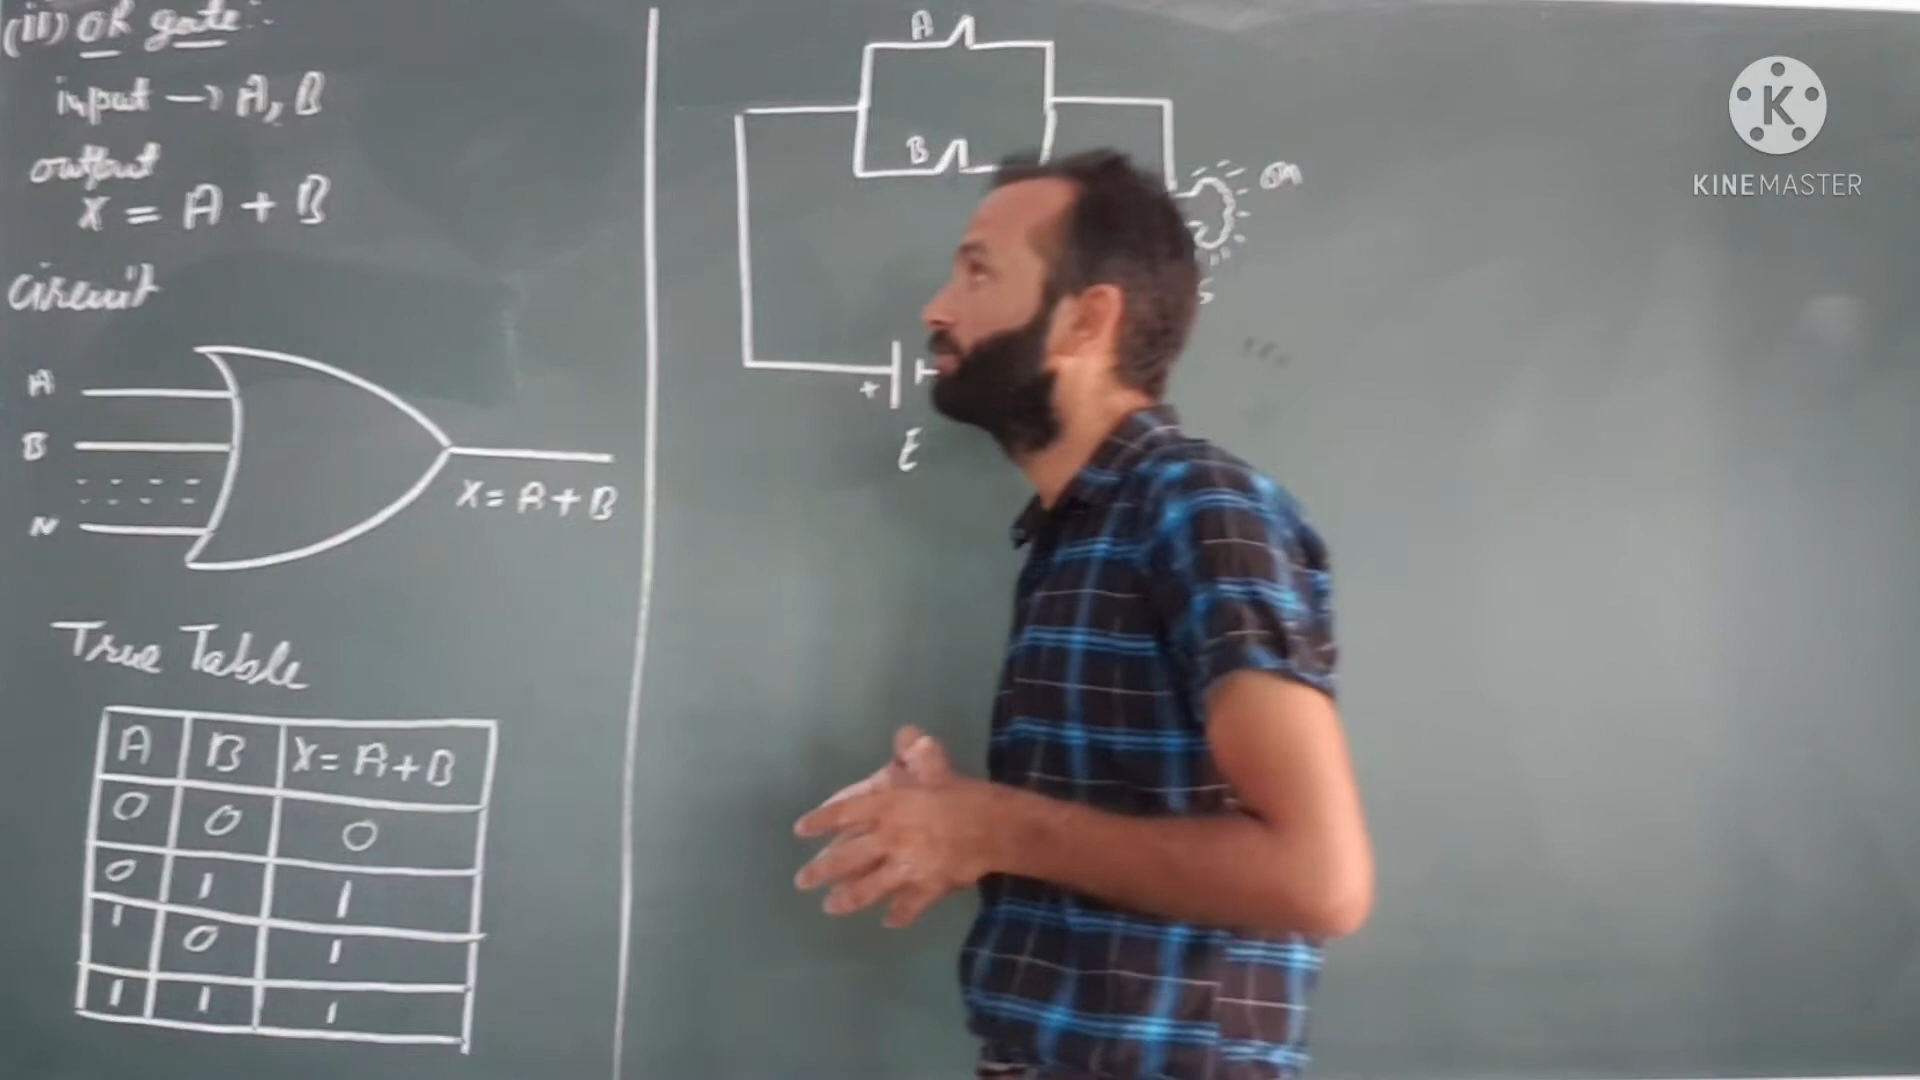 (ii) OR gate:-
input → A, B
output
X = A + B
Circuit
A
B
N
X = A + B
True Table
A B X = A + B
0 0 0
0 1 1
1 0 1
1 1 1
A
B
on
S
+
E
K
KINEMASTER